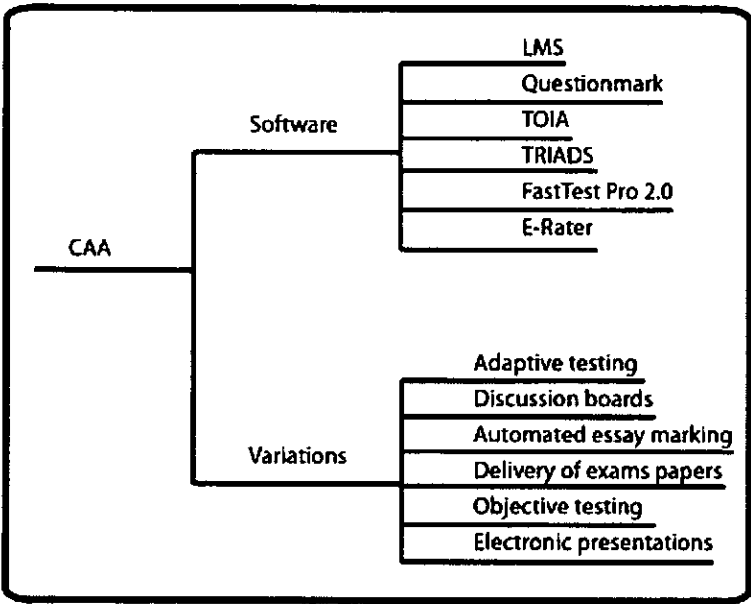 CAA
Software
LMS
Questionmark
TOIA
TRIADS
FastTest Pro 2.0
E-Rater
Variations
Adaptive testing
Discussion boards
Automated essay marking
Delivery of exams papers
Objective testing
Electronic presentations